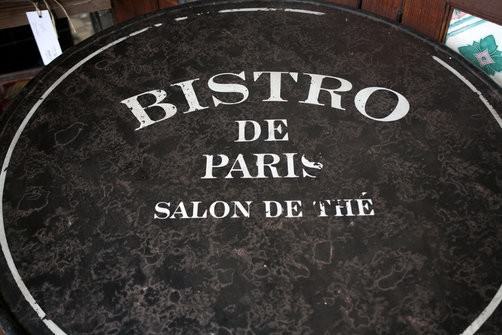 BISTRO
DE
PARIS
SALON DE THÉ